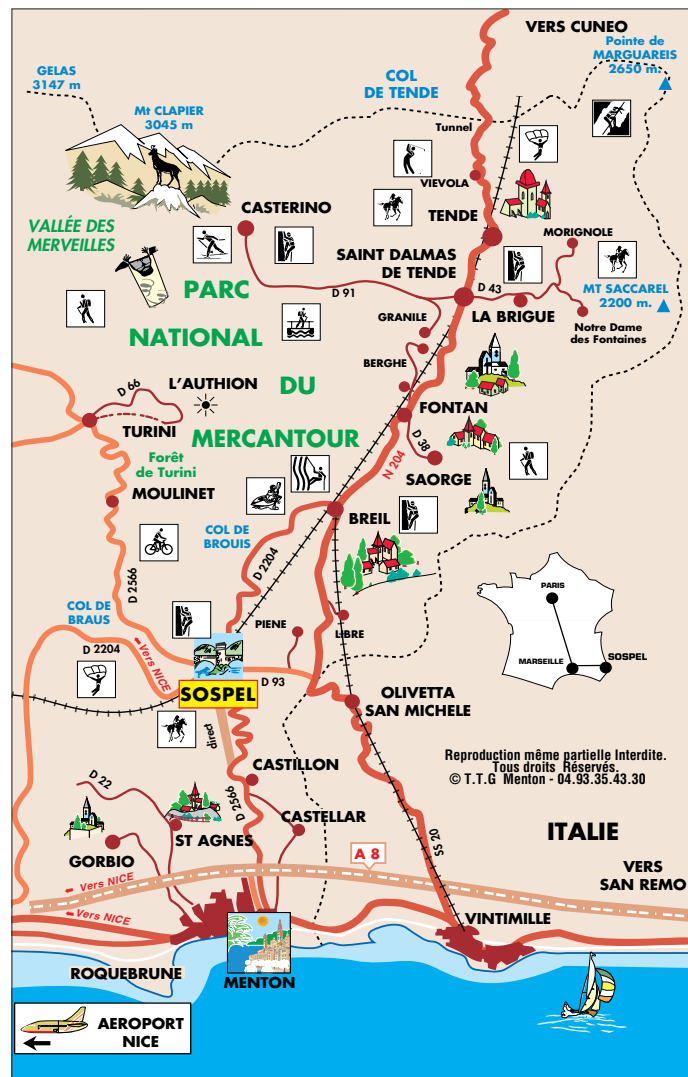 VERS CUNEO
Pointe de
MARGUAREIS
2650 m.
GELAS
3147 m
COL
DE TENDE
Mt CLAPIER
3045 m
Tunnel
VIEVOLA
CASTERINO
TENDE
VALLÉE DES
MERVEILLES
MORIGNOLE
SAINT DALMAS
DE TENDE
PARC
D 91
D 43
MT SACCAREL
2200 m.
LA BRIGUE
GRANILE
Notre Dame
des Fontaines
NATIONAL
BERGHE
D 66
L'AUTHION
DU
FONTAN
TURINI
MERCANTOUR
D 38
Forêt
de Turini
N 204
SAORGE
MOULINET
BREIL
COL DE
BROUIS
D 2204
D 2566
PARIS
COL DE
BRAUS
PIENE
LIBRE
D 2204
Vers NICE
MARSEILLE
SOSPEL
D 93
SOSPEL
OLIVETTA
SAN MICHELE
direct
Reproduction même partielle Interdite.
Tous droits Réservés.
© T.T.G Menton - 04.93.35.43.30
CASTILLON
D 22
D 2566
CASTELLAR
ST AGNES
SS 20
ITALIE
GORBIO
A 8
VERS
SAN REMO
Vers NICE
Vers NICE
VINTIMILLE
ROQUEBRUNE
MENTON
AEROPORT
NICE